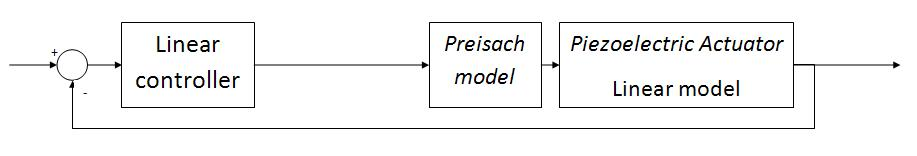 +
-
Linear
controller
Preisach
model
Piezoelectric Actuator
Linear model